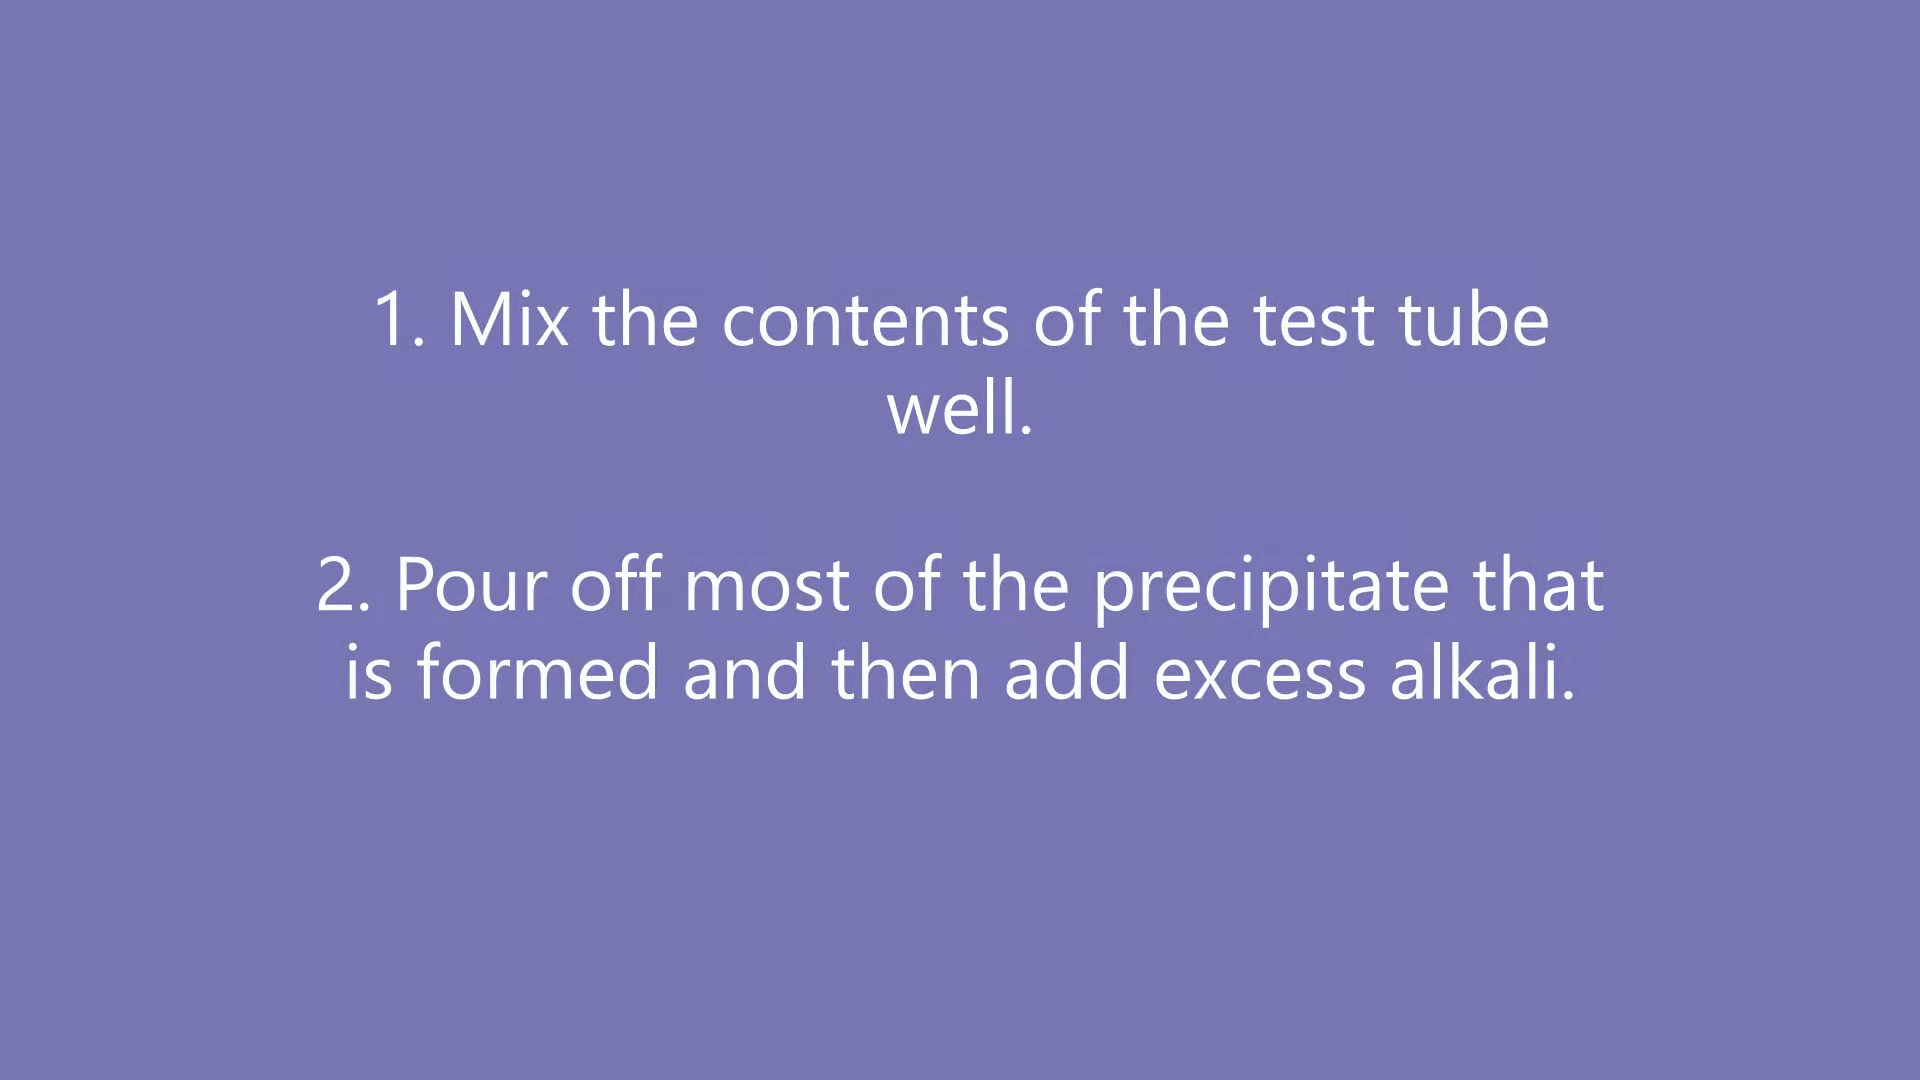 1. Mix the contents of the test tube
well.
2. Pour off most of the precipitate that
is formed and then add excess alkali.